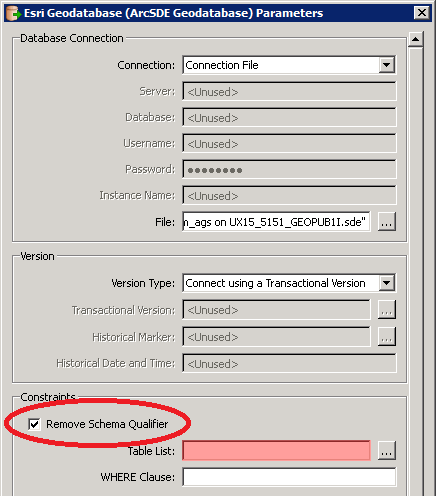 Esri Geodatabase (ArcSDE Geodatabase) Parameters
Database Connection
Connection: Connection File
Server: <Unused>
Database: <Unused>
Username: <Unused>
Password: ●●●●●●●●
Instance Name: <Unused>
File: m_ags on UX15_5151_GEOPUB1I.sde" ...
Version
Version Type: Connect using a Transactional Version
Transactional Version: <Unused> ...
Historical Marker: <Unused> ...
Historical Date and Time: <Unused>
Constraints
Remove Schema Qualifier
Table List: ...
WHERE Clause: